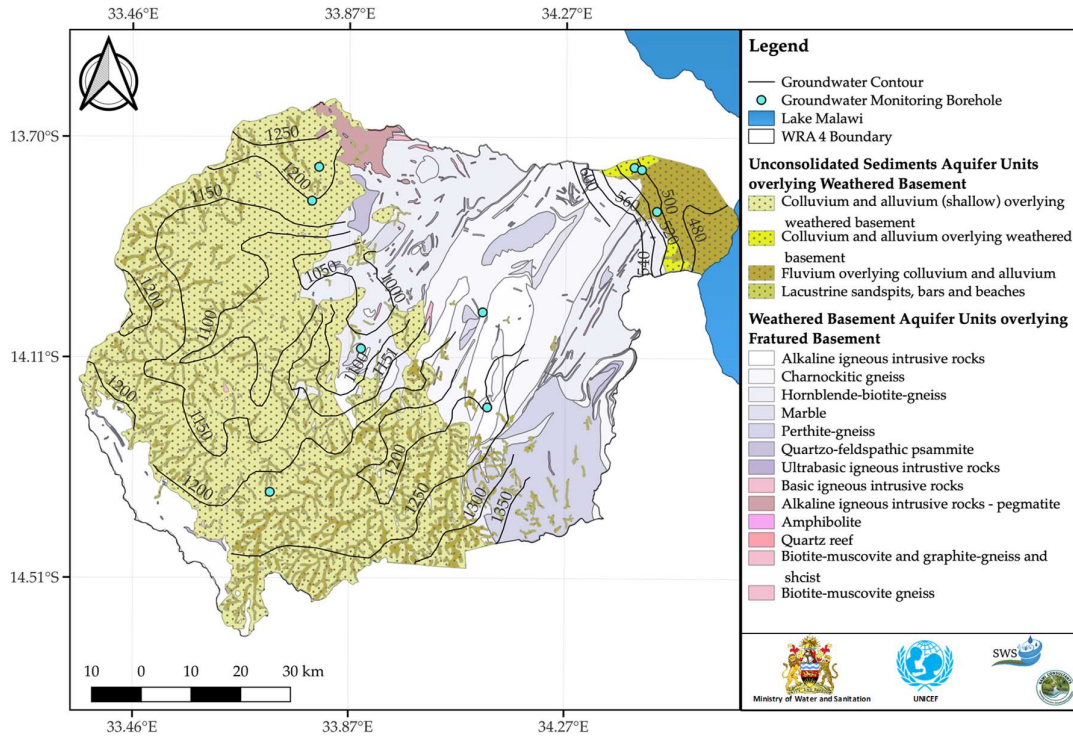 33.46°E
33.87°E
34.27°E
13.70°S
14.11°S
14.51°S
1250
1200
1150
1200
1100
1050
1000
1100
1151
1150
1200
1200
1200
1250
1300
1350
600
560
500
520
540
480
10 0 10 20 30 km
33.46°E
33.87°E
34.27°E
Legend
Groundwater Contour
Groundwater Monitoring Borehole
Lake Malawi
WRA 4 Boundary
Unconsolidated Sediments Aquifer Units
overlying Weathered Basement
Colluvium and alluvium (shallow) overlying
weathered basement
Colluvium and alluvium overlying weathered
basement
Fluvium overlying colluvium and alluvium
Lacustrine sandspits, bars and beaches
Weathered Basement Aquifer Units overlying
Fratured Basement
Alkaline igneous intrusive rocks
Charnockitic gneiss
Hornblende-biotite-gneiss
Marble
Perthite-gneiss
Quartzo-feldspathic psammite
Ultrabasic igneous intrustive rocks
Basic igneous intrusive rocks
Alkaline igneous intrusive rocks - pegmatite
Amphibolite
Quartz reef
Biotite-muscovite and graphite-gneiss and
shcist
Biotite-muscovite gneiss
Ministry of Water and Sanitation
UNICEF
SWS